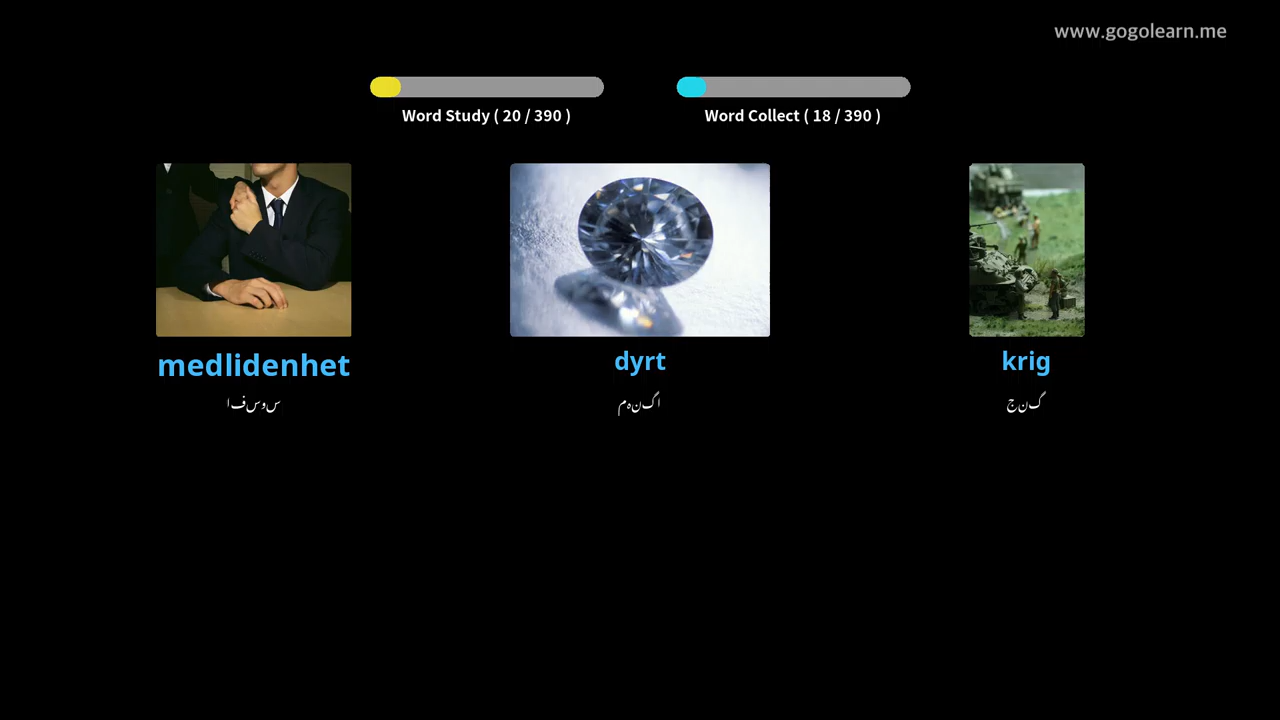 www.gogolearn.me
Word Study ( 20 / 390 )
Word Collect ( 18 / 390 )
medlidenhet
dyrt
krig
افسوس
مہنگا
جنگ